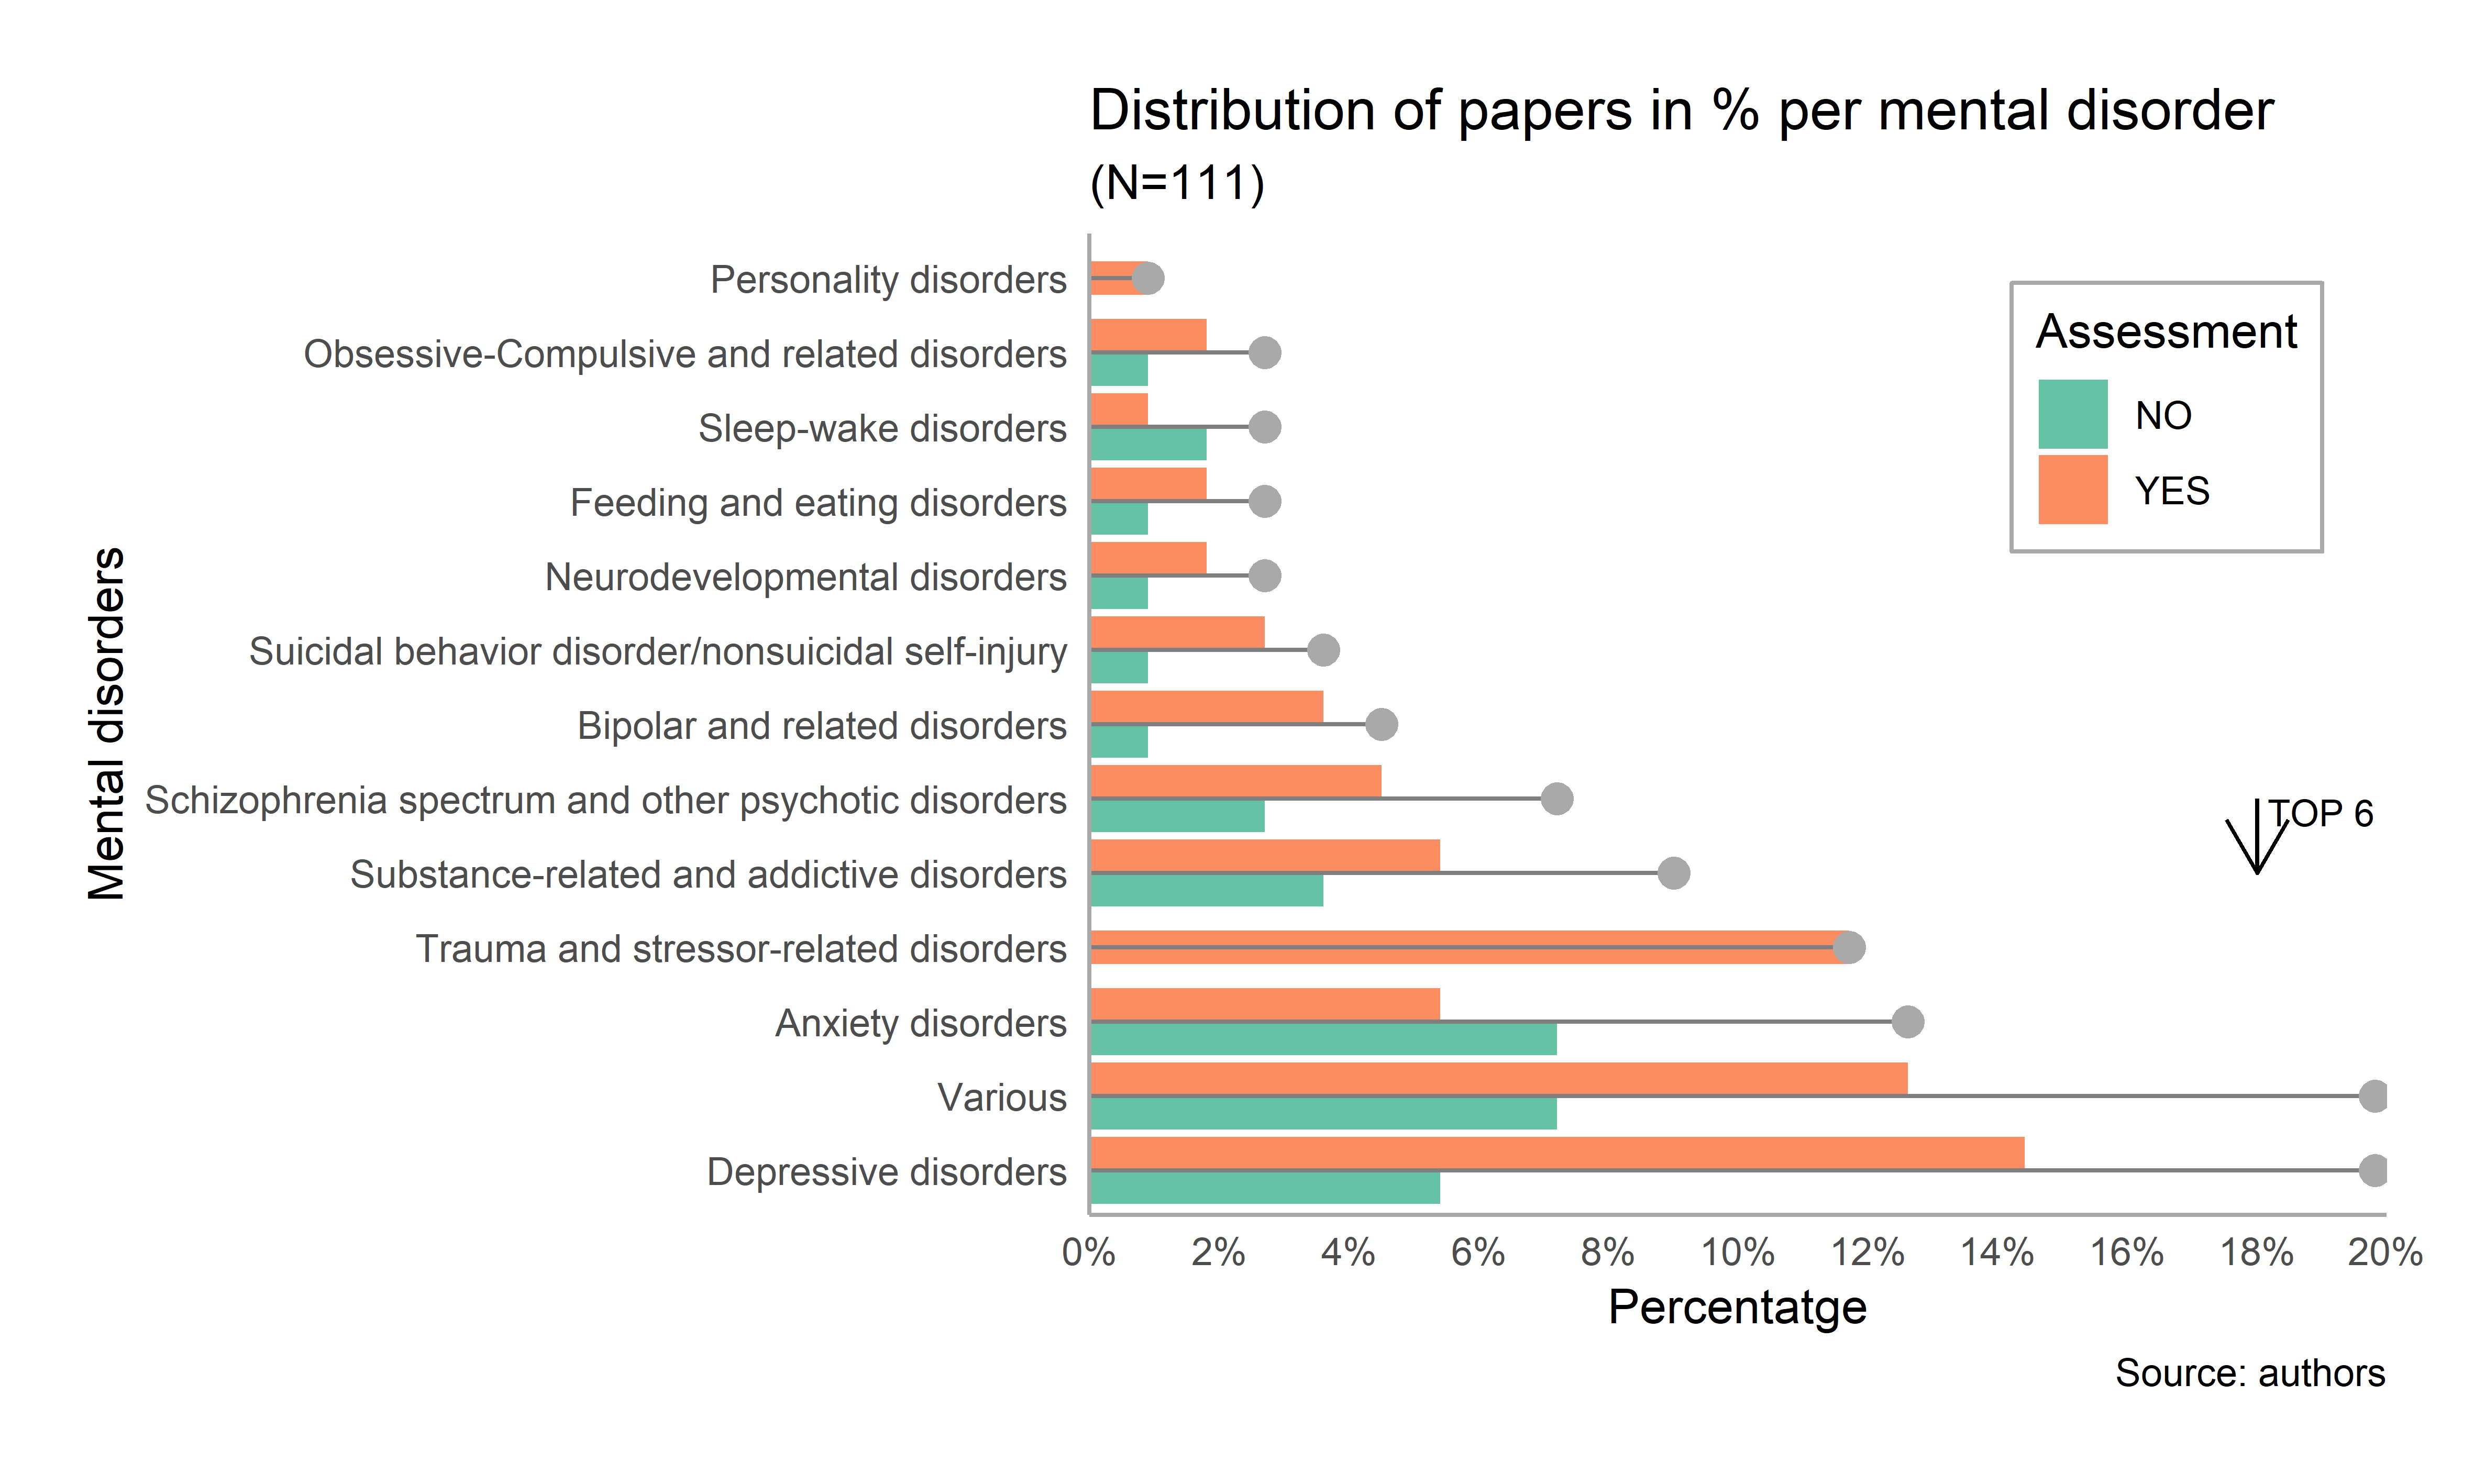 Distribution of papers in % per mental disorder
(N=111)
Personality disorders
Obsessive-Compulsive and related disorders
Sleep-wake disorders
Feeding and eating disorders
Neurodevelopmental disorders
Suicidal behavior disorder/nonsuicidal self-injury
Bipolar and related disorders
Schizophrenia spectrum and other psychotic disorders
Substance-related and addictive disorders
Trauma and stressor-related disorders
Anxiety disorders
Various
Depressive disorders
Mental disorders
Assessment
NO
YES
TOP 6
0% 2% 4% 6% 8% 10% 12% 14% 16% 18% 20%
Percentatge
Source: authors